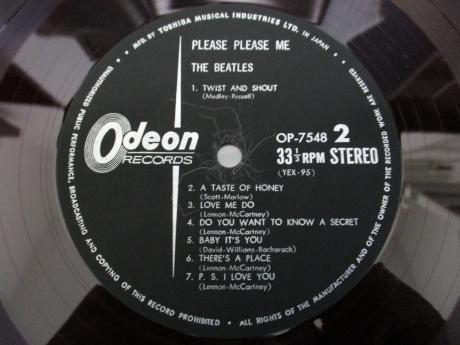 MFD. BY TOSHIBA MUSICAL INDUSTRIES LTD. IN JAPAN
PLEASE PLEASE ME
THE BEATLES
1. TWIST AND SHOUT
(Mudley-Russell)
Odeon
RECORDS
OP-7548 2
33 1/3 RPM STEREO
(YEX-95)
2. A TASTE OF HONEY
(Scott-Marlow)
3. LOVE ME DO
(Lennon-McCartney)
4. DO YOU WANT TO KNOW A SECRET
(Lennon-McCartney)
5. BABY IT'S YOU
(David-Williams-Bacharach)
6. THERE'S A PLACE
(Lennon-McCartney)
7. P. S. I LOVE YOU
(Lennon-McCartney)
UNAUTHORIZED PUBLIC PERFORMANCE, BROADCASTING AND COPYING OF THIS RECORD PROHIBITED • ALL RIGHTS OF THE MANUFACTURER AND OF THE OWNER OF THE RECORDED WORK ARE RESERVED